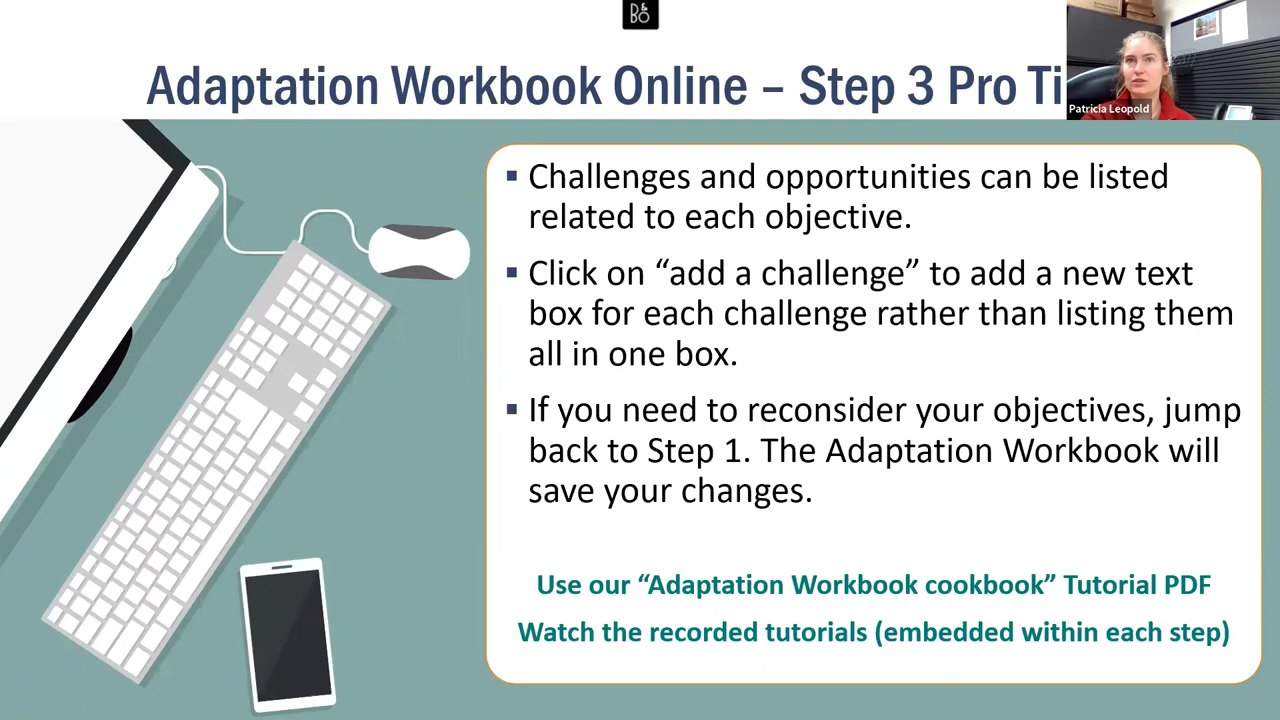 B&O
Adaptation Workbook Online – Step 3 Pro Ti
Patricia Leopold
▪ Challenges and opportunities can be listed
related to each objective.
▪ Click on “add a challenge” to add a new text
box for each challenge rather than listing them
all in one box.
▪ If you need to reconsider your objectives, jump
back to Step 1. The Adaptation Workbook will
save your changes.
Use our “Adaptation Workbook cookbook” Tutorial PDF
Watch the recorded tutorials (embedded within each step)